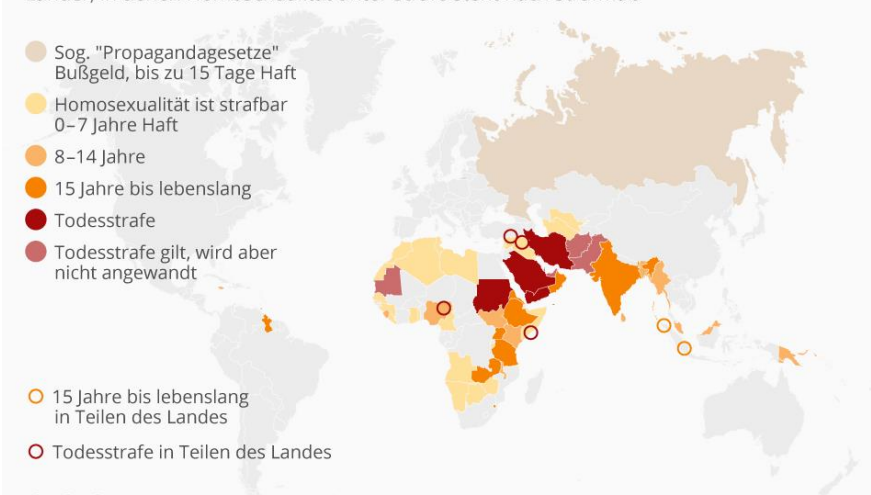 Sog. "Propagandagesetze"
Bußgeld, bis zu 15 Tage Haft
Homosexualität ist strafbar
0–7 Jahre Haft
8–14 Jahre
15 Jahre bis lebenslang
Todesstrafe
Todesstrafe gilt, wird aber
nicht angewandt
15 Jahre bis lebenslang
in Teilen des Landes
Todesstrafe in Teilen des Landes